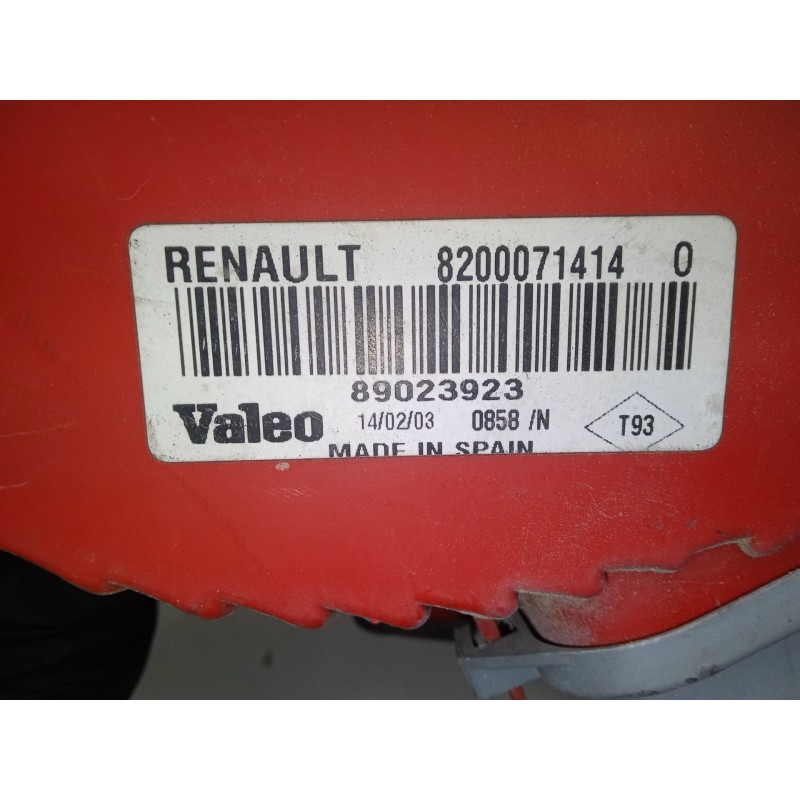 RENAULT 8200071414 0
89023923
Valeo 14/02/03 0858 /N T93
MADE IN SPAIN